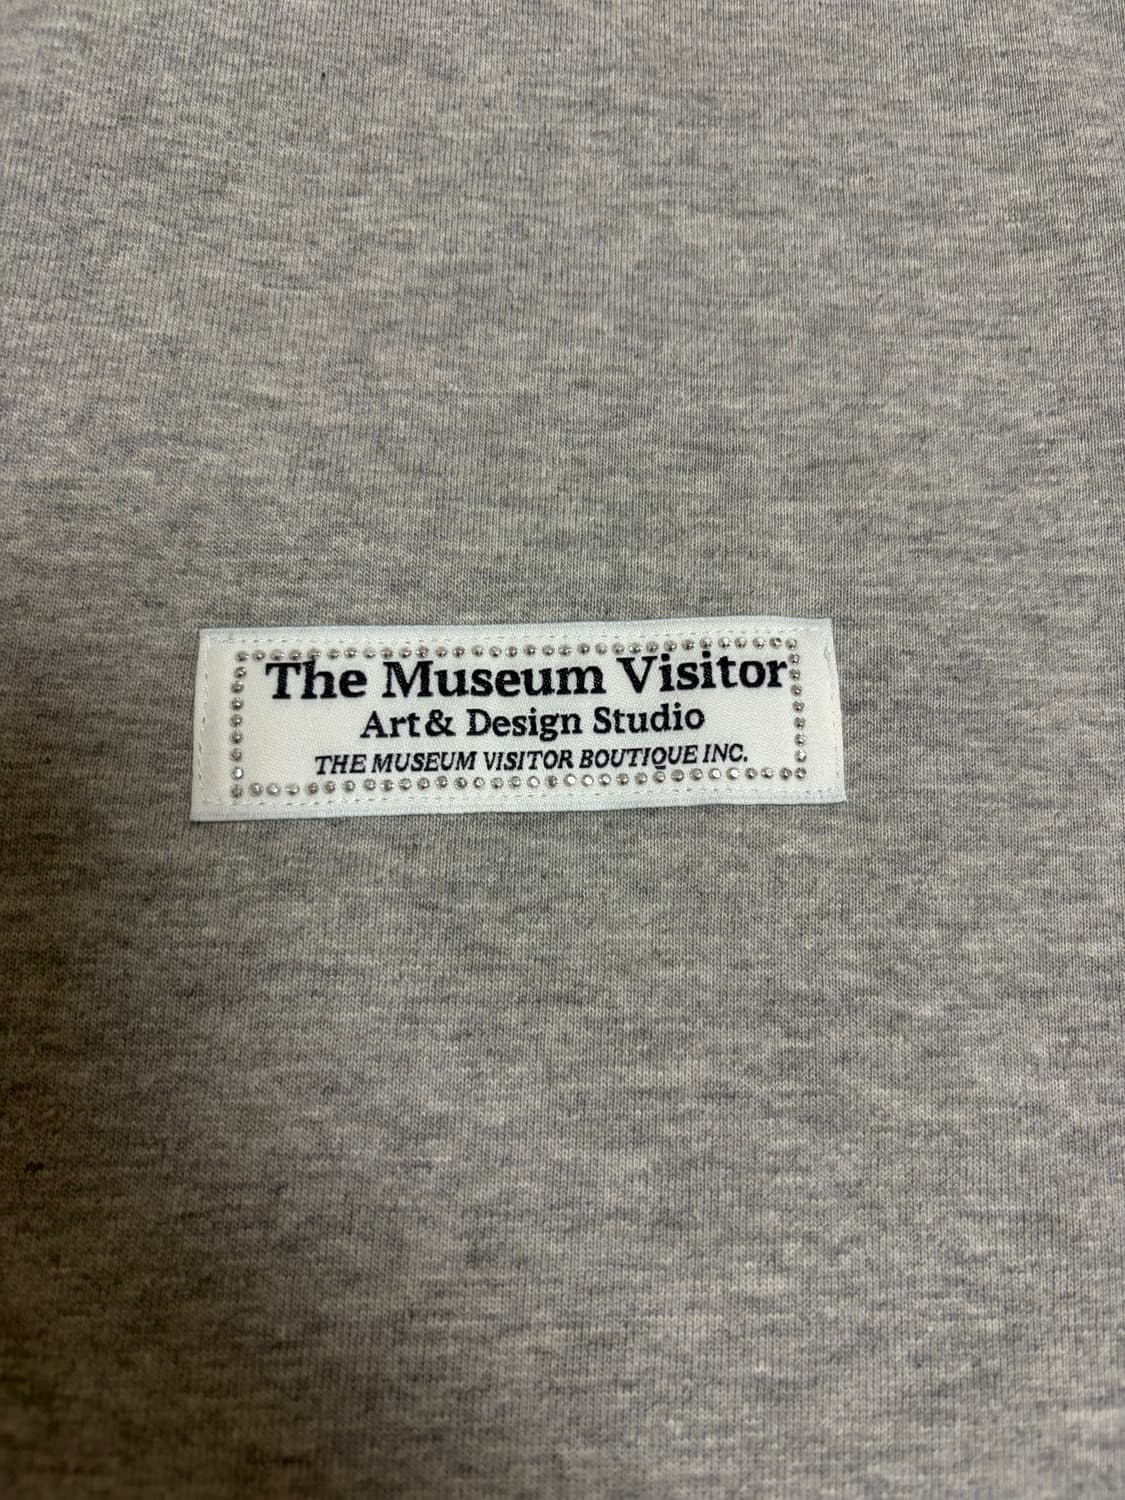 The Museum Visitor
Art & Design Studio
THE MUSEUM VISITOR BOUTIQUE INC.